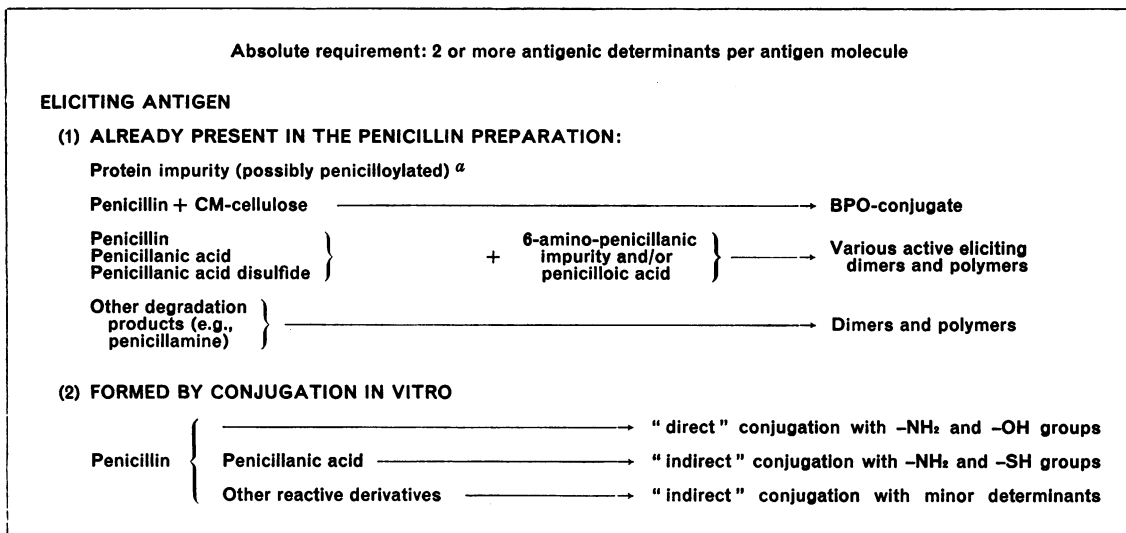 Absolute requirement: 2 or more antigenic determinants per antigen molecule
ELICITING ANTIGEN
(1) ALREADY PRESENT IN THE PENICILLIN PREPARATION:
Protein impurity (possibly penicilloylated) a
Penicillin + CM-cellulose → BPO-conjugate
Penicillin
Penicillanic acid
Penicillanic acid disulfide
+
6-amino-penicillanic
impurity and/or
penicilloic acid
→
Various active eliciting
dimers and polymers
Other degradation
products (e.g.,
penicillamine)
→ Dimers and polymers
(2) FORMED BY CONJUGATION IN VITRO
Penicillin
→ "direct" conjugation with –NH₂ and –OH groups
Penicillanic acid → "indirect" conjugation with –NH₂ and –SH groups
Other reactive derivatives → "indirect" conjugation with minor determinants